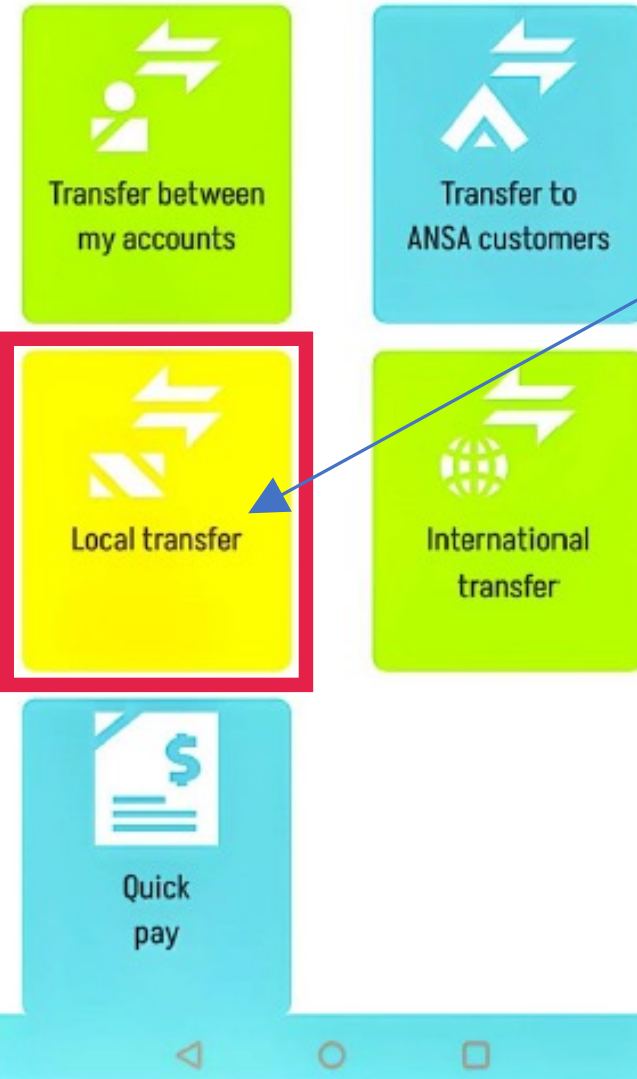 Transfer between
my accounts
Transfer to
ANSA customers
Local transfer
International
transfer
$
Quick
pay